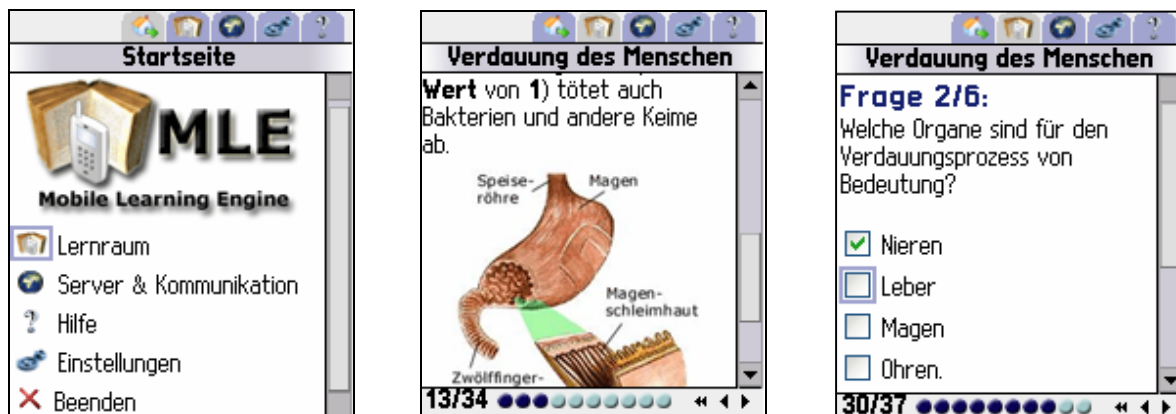 Startseite
MLE
Mobile Learning Engine
Lernraum
Server & Kommunikation
Hilfe
Einstellungen
Beenden
Verdauung des Menschen
Wert von 1) tötet auch
Bakterien und andere Keime
ab.
Speise-
röhre
Magen
Magen-
schleimhaut
Zwölffinger-
13/34
Verdauung des Menschen
Frage 2/6:
Welche Organe sind für den
Verdauungsprozess von
Bedeutung?
Nieren
Leber
Magen
Ohren.
30/37